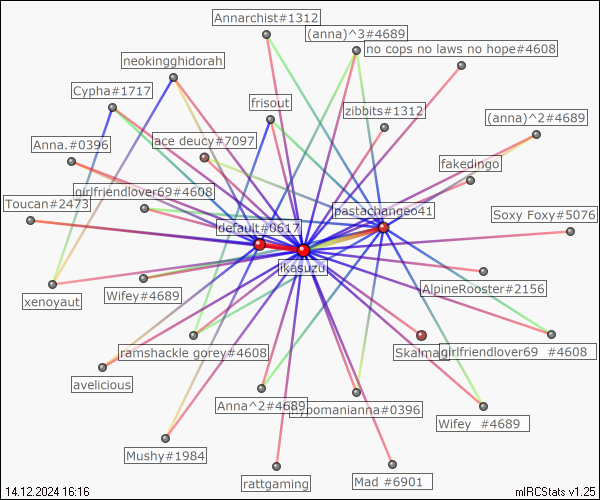 Annarchist#1312
(anna)^3#4689
no cops no laws no hope#4608
neokingghidorah
Cypha#1717
frisout
zibbits#1312
(anna)^2#4689
Anna.#0396
ace deucy#7097
fakedingo
girlfriendlover69#4608
Toucan#2473
pastachangeo41
Soxy Foxy#5076
default#0617
ikasuzu
AlpineRooster#2156
xenoyaut
Wifey#4689
ramshackle gorey#4608
Skalmag
girlfriendlover69 #4608
avelicious
Anna^2#4689
ypomanianna#0396
Wifey #4689
Mushy#1984
rattgaming
Mad #6901
14.12.2024 16:16
mIRCStats v1.25